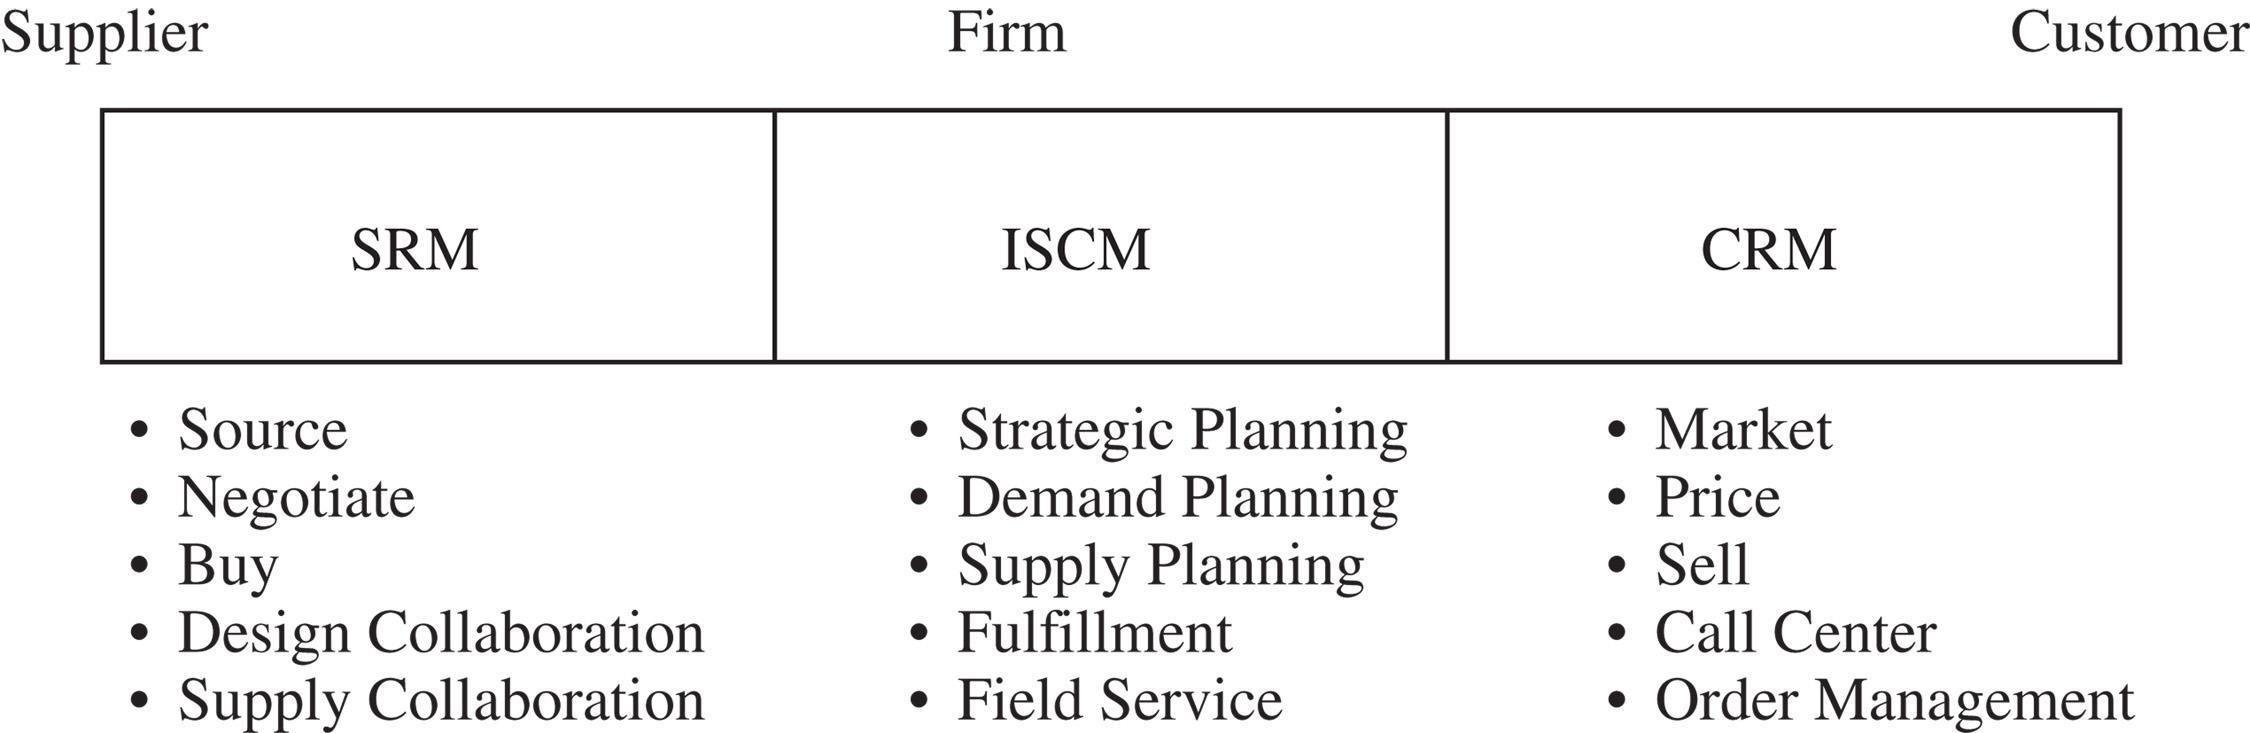 Supplier Firm Customer
SRM ISCM CRM
• Source
• Negotiate
• Buy
• Design Collaboration
• Supply Collaboration
• Strategic Planning
• Demand Planning
• Supply Planning
• Fulfillment
• Field Service
• Market
• Price
• Sell
• Call Center
• Order Management